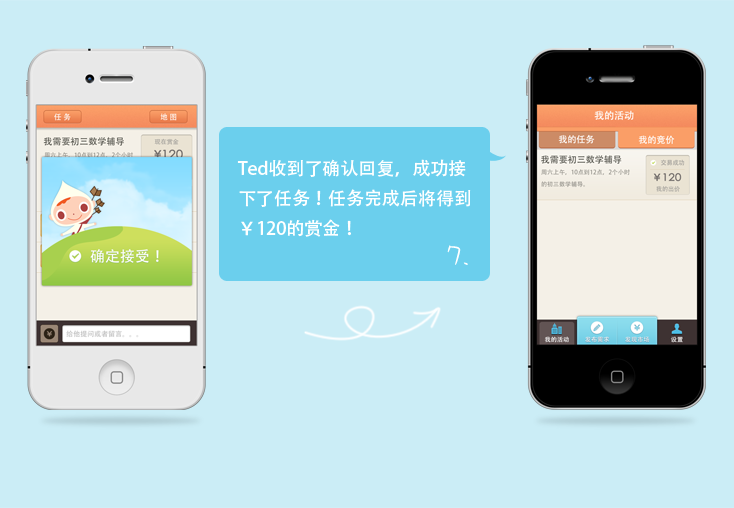 任务
地图
我需要初三数学辅导
现在赏金
¥120
周六上午，10点到12点，2个小时
确定接受！
¥
给他提问或者留言。。。
Ted收到了确认回复，成功接
下了任务！任务完成后将得到
￥120的赏金！
7.
我的活动
我的任务
我的竞价
我需要初三数学辅导
周六上午，10点到12点，2个小时
的初三数学辅导。
交易成功
¥120
我的出价
¥
我的活动
设置